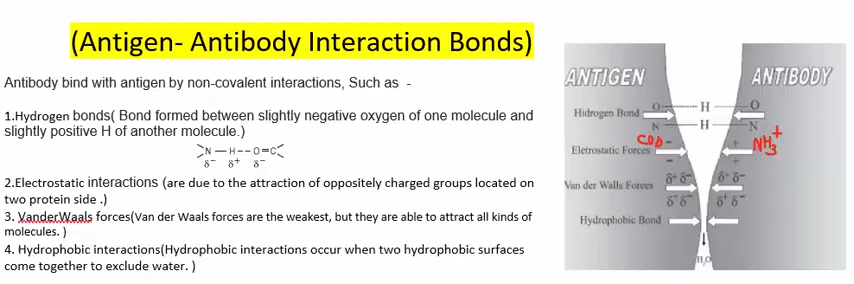 (Antigen- Antibody Interaction Bonds)
Antibody bind with antigen by non-covalent interactions, Such as -
1.Hydrogen bonds( Bond formed between slightly negative oxygen of one molecule and
slightly positive H of another molecule.)
N—H--O=C
δ- δ+ δ-
2.Electrostatic interactions (are due to the attraction of oppositely charged groups located on
two protein side .)
3. VanderWaals forces(Van der Waals forces are the weakest, but they are able to attract all kinds of
molecules. )
4. Hydrophobic interactions(Hydrophobic interactions occur when two hydrophobic surfaces
come together to exclude water. )
ANTIGEN ANTIBODY
Hidrogen Bond O H O
N H N
Eletrostatic Forces COO- + NH3+
- +
Van der Walls Forces δ+ δ- δ+ δ-
δ+ δ- δ+ δ-
Hydrophobic Bond
H2O